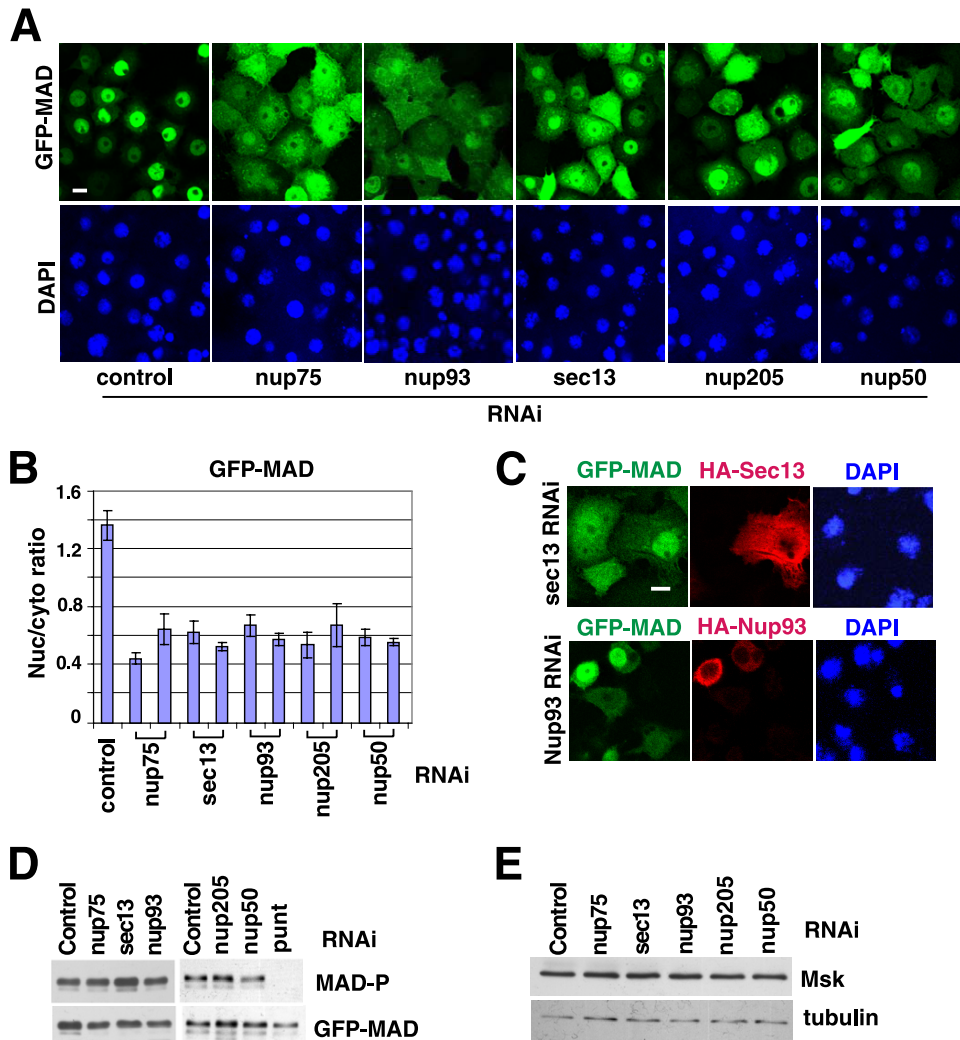 A
GFP-MAD
DAPI
control nup75 nup93 sec13 nup205 nup50
RNAi
B
GFP-MAD
Nuc/cyto ratio
1.6
1.2
0.8
0.4
0
control nup75 sec13 nup93 nup205 nup50
RNAi
C
GFP-MAD HA-Sec13 DAPI
sec13 RNAi
GFP-MAD HA-Nup93 DAPI
Nup93 RNAi
D
Control nup75 sec13 nup93 Control nup205 nup50 punt
RNAi
MAD-P
GFP-MAD
E
Control nup75 sec13 nup93 nup205 nup50
RNAi
Msk
tubulin